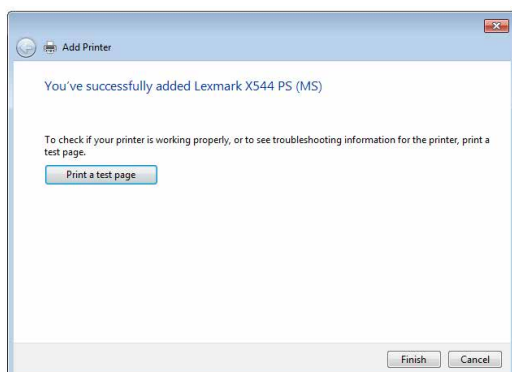 Add Printer
You've successfully added Lexmark X544 PS (MS)
To check if your printer is working properly, or to see troubleshooting information for the printer, print a
test page.
Print a test page
Finish Cancel